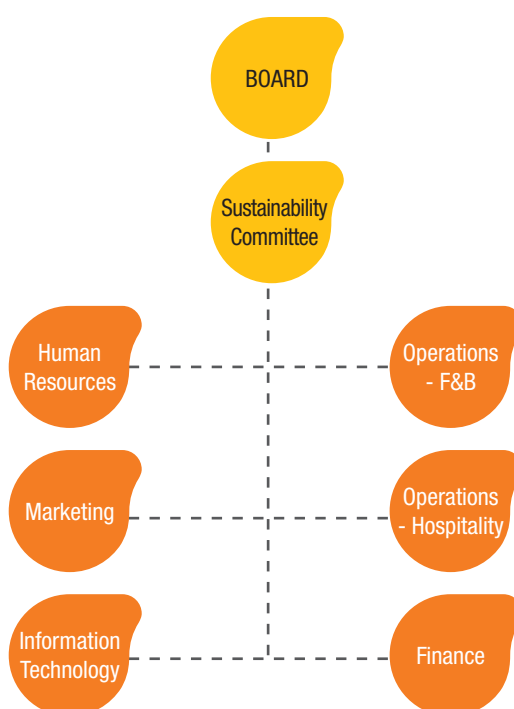 BOARD
Sustainability
Committee
Human
Resources
Operations
- F&B
Marketing
Operations
- Hospitality
Information
Technology
Finance